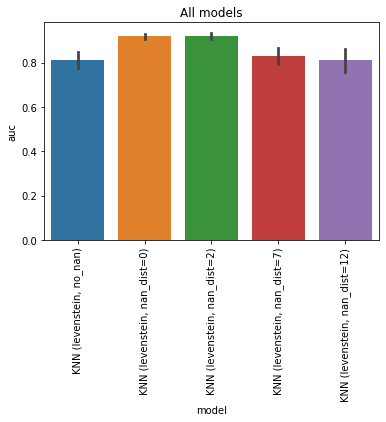 All models
auc
0.8
0.6
0.4
0.2
0.0
KNN (levenstein, no_nan)
KNN (levenstein, nan_dist=0)
KNN (levenstein, nan_dist=2)
KNN (levenstein, nan_dist=7)
KNN (levenstein, nan_dist=12)
model